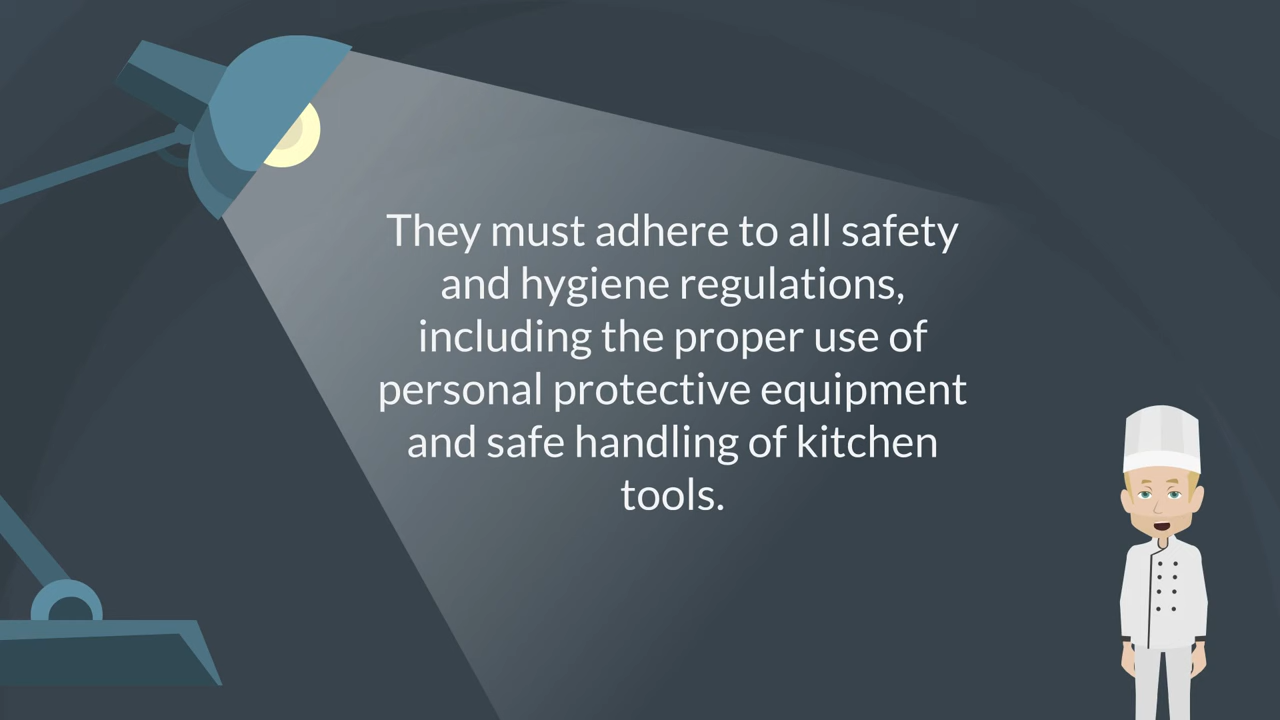 They must adhere to all safety
and hygiene regulations,
including the proper use of
personal protective equipment
and safe handling of kitchen
tools.